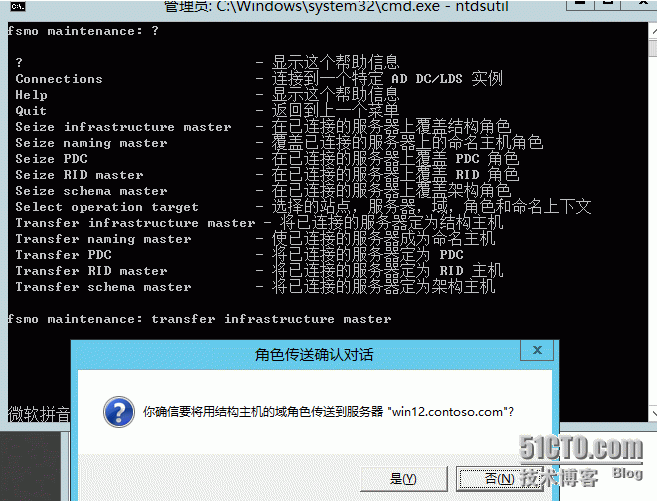 管理员: C:\Windows\system32\cmd.exe - ntdsutil
fsmo maintenance: ?
? - 显示这个帮助信息
Connections - 连接到一个特定 AD DC/LDS 实例
Help - 显示这个帮助信息
Quit - 返回到上一个菜单
Seize infrastructure master - 在已连接的服务器上覆盖结构角色
Seize naming master - 覆盖已连接的服务器上的命名主机角色
Seize PDC - 在已连接的服务器上覆盖 PDC 角色
Seize RID master - 在已连接的服务器上覆盖 RID 角色
Seize schema master - 在已连接的服务器上覆盖架构角色
Select operation target - 选择的站点，服务器，域，角色和命名上下文
Transfer infrastructure master - 将已连接的服务器定为结构主机
Transfer naming master - 使已连接的服务器成为命名主机
Transfer PDC - 将已连接的服务器定为 PDC
Transfer RID master - 将已连接的服务器定为 RID 主机
Transfer schema master - 将已连接的服务器定为架构主机
fsmo maintenance: transfer infrastructure master
角色传送确认对话
你确信要将用结构主机的域角色传送到服务器 "win12.contoso.com"?
微软拼音
是(Y) 否(N)
51CTO.com
技术博客 Blog